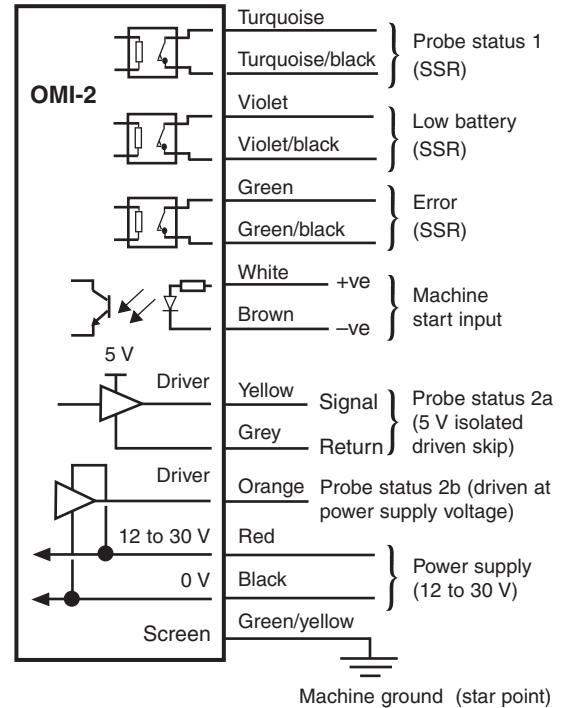 Turquoise
Turquoise/black
Probe status 1
(SSR)
OMI-2
Violet
Violet/black
Low battery
(SSR)
Green
Green/black
Error
(SSR)
White
+ve
Brown
–ve
Machine
start input
5 V
Driver
Yellow
Signal
Grey
Return
Probe status 2a
(5 V isolated
driven skip)
Driver
Orange
Probe status 2b (driven at
power supply voltage)
12 to 30 V
Red
0 V
Black
Power supply
(12 to 30 V)
Screen
Green/yellow
Machine ground (star point)